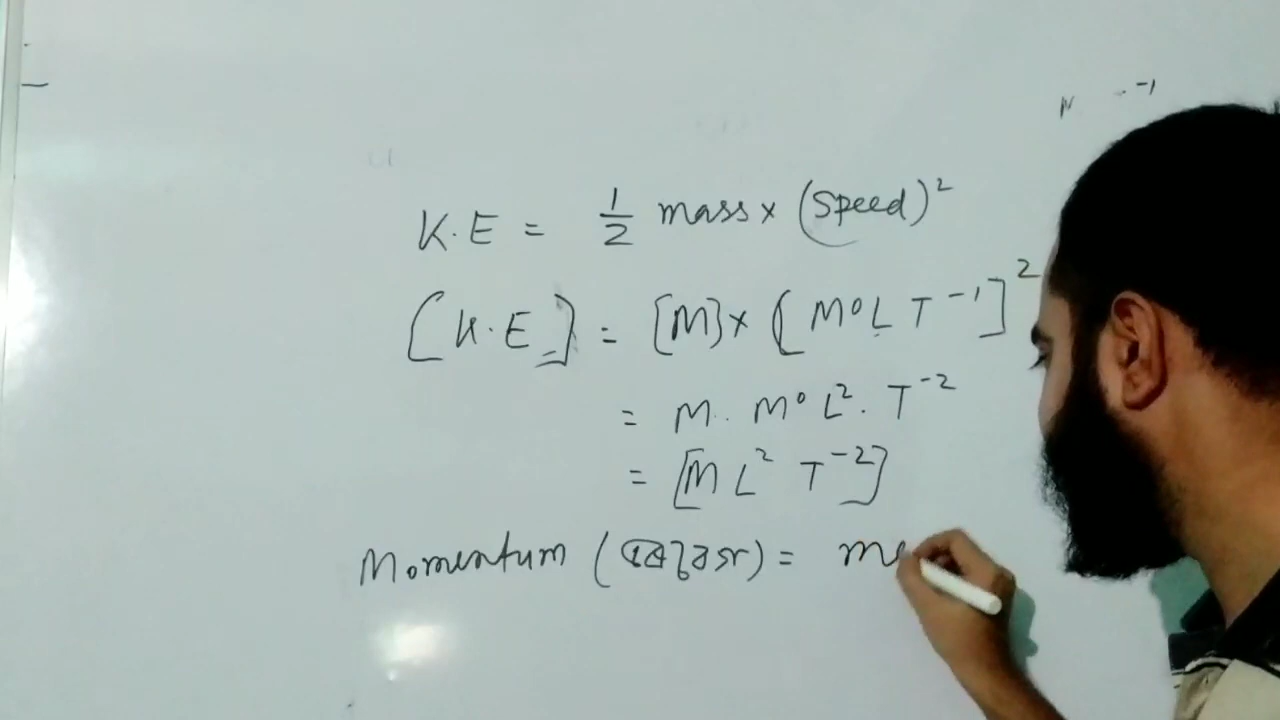 K.E = 1/2 mass × (Speed)²
[K.E] = [M] × [M⁰ L T⁻¹]²
= M. M⁰ L². T⁻²
= [M L² T⁻²]
Momentum ( ) = m